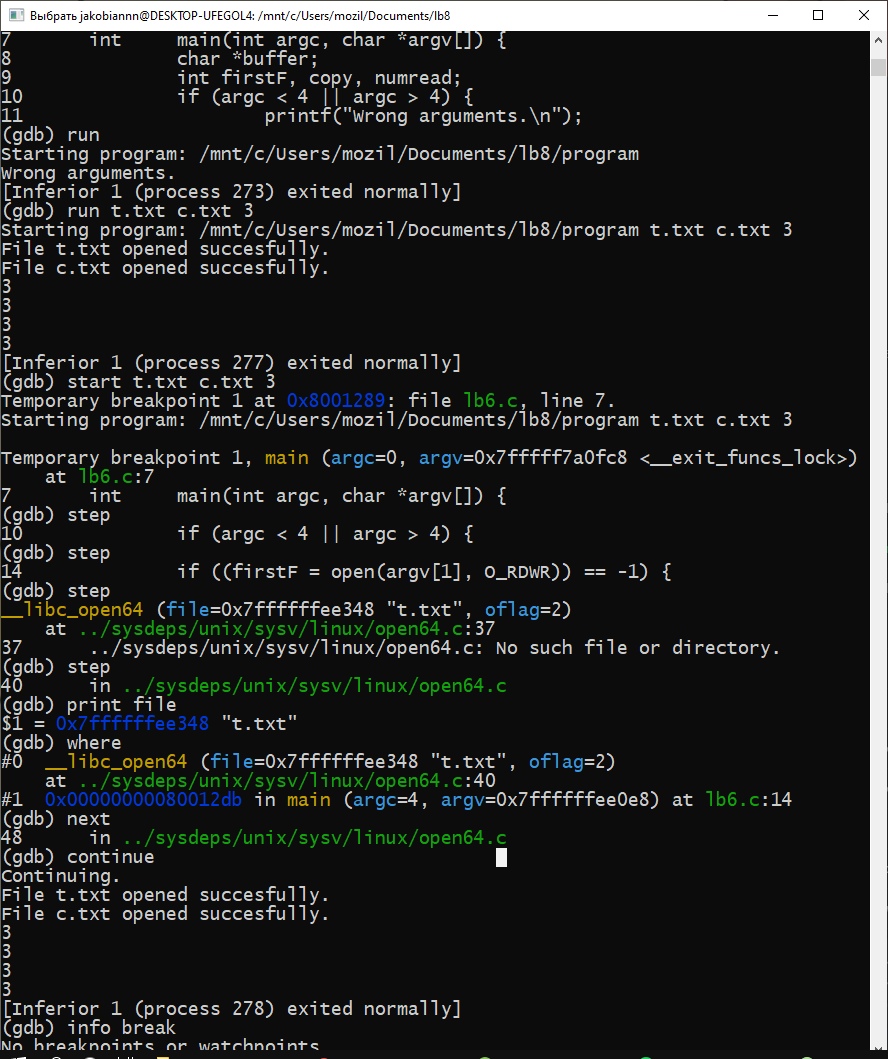 Выбрать jakobiannn@DESKTOP-UFEGOL4: /mnt/c/Users/mozil/Documents/lb8
7       int     main(int argc, char *argv[]) {
8               char *buffer;
9               int firstF, copy, numread;
10              if (argc < 4 || argc > 4) {
11                      printf("Wrong arguments.\n");
(gdb) run
Starting program: /mnt/c/Users/mozil/Documents/lb8/program
Wrong arguments.
[Inferior 1 (process 273) exited normally]
(gdb) run t.txt c.txt 3
Starting program: /mnt/c/Users/mozil/Documents/lb8/program t.txt c.txt 3
File t.txt opened succesfully.
File c.txt opened succesfully.
3
3
3
3
[Inferior 1 (process 277) exited normally]
(gdb) start t.txt c.txt 3
Temporary breakpoint 1 at 0x8001289: file lb6.c, line 7.
Starting program: /mnt/c/Users/mozil/Documents/lb8/program t.txt c.txt 3
Temporary breakpoint 1, main (argc=0, argv=0x7fffff7a0fc8 <__exit_funcs_lock>)
    at lb6.c:7
7       int     main(int argc, char *argv[]) {
(gdb) step
10              if (argc < 4 || argc > 4) {
(gdb) step
14              if ((firstF = open(argv[1], O_RDWR)) == -1) {
(gdb) step
__libc_open64 (file=0x7ffffffee348 "t.txt", oflag=2)
    at ../sysdeps/unix/sysv/linux/open64.c:37
37      ../sysdeps/unix/sysv/linux/open64.c: No such file or directory.
(gdb) step
40      in ../sysdeps/unix/sysv/linux/open64.c
(gdb) print file
$1 = 0x7ffffffee348 "t.txt"
(gdb) where
#0  __libc_open64 (file=0x7ffffffee348 "t.txt", oflag=2)
    at ../sysdeps/unix/sysv/linux/open64.c:40
#1  0x00000000080012db in main (argc=4, argv=0x7ffffffee0e8) at lb6.c:14
(gdb) next
48      in ../sysdeps/unix/sysv/linux/open64.c
(gdb) continue
Continuing.
File t.txt opened succesfully.
File c.txt opened succesfully.
3
3
3
3
[Inferior 1 (process 278) exited normally]
(gdb) info break
No breakpoints or watchpoints